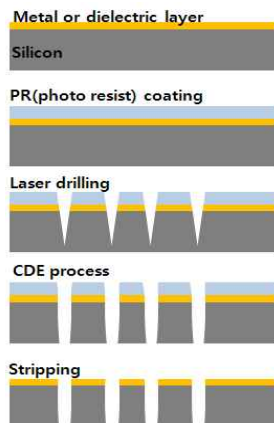 Metal or dielectric layer
Silicon
PR(photo resist) coating
Laser drilling
CDE process
Stripping